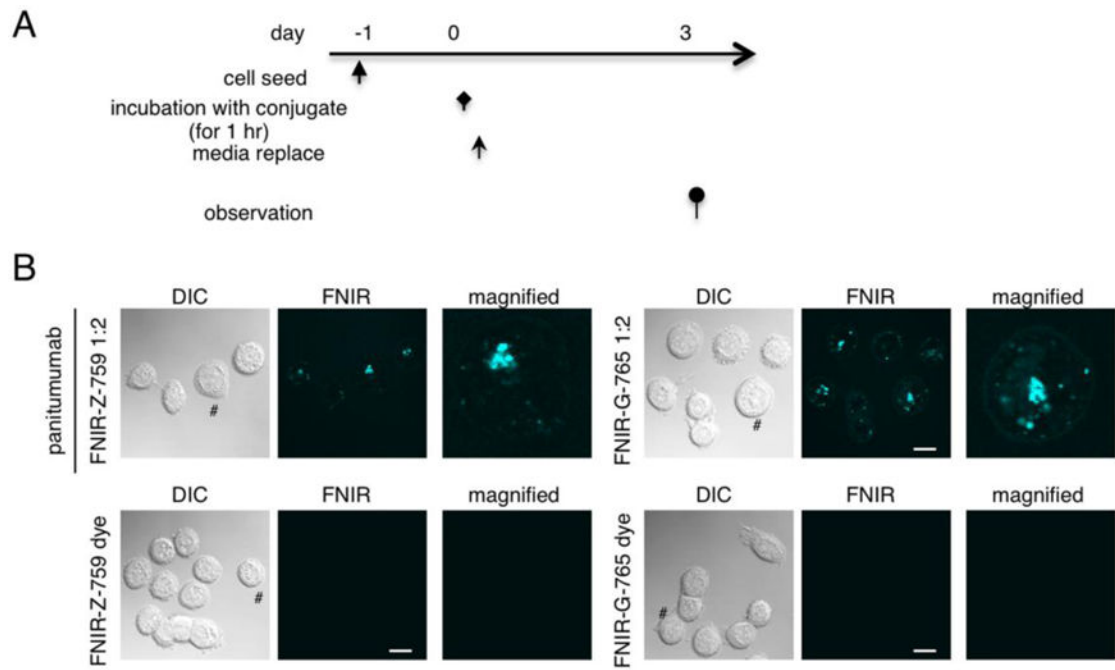 A
day -1 0 3
cell seed
incubation with conjugate
(for 1 hr)
media replace
observation
B
panitumumab
FNIR-Z-759 1:2
DIC FNIR magnified
#
FNIR-G-765 1:2
DIC FNIR magnified
#
FNIR-Z-759 dye
DIC FNIR magnified
#
FNIR-G-765 dye
DIC FNIR magnified
#